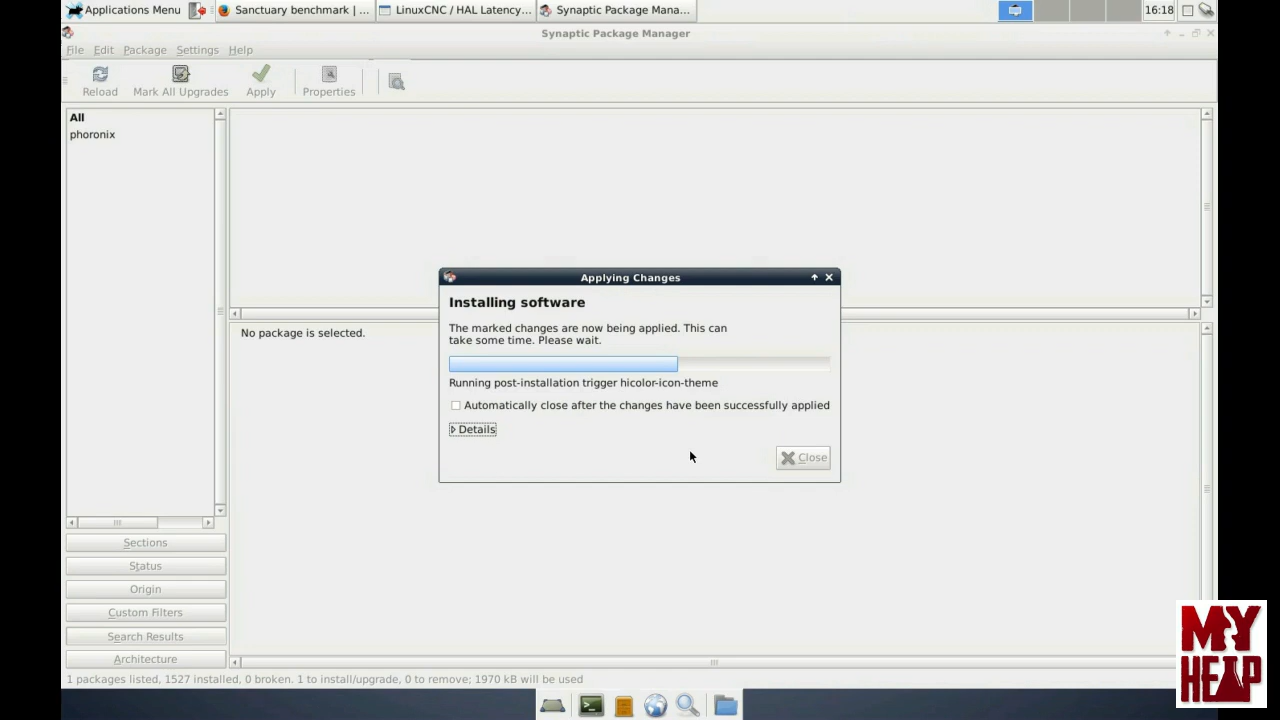 Applications Menu
Sanctuary benchmark | ...
LinuxCNC / HAL Latency...
Synaptic Package Mana...
16:18
Synaptic Package Manager
File Edit Package Settings Help
Reload Mark All Upgrades Apply Properties
All
phoronix
No package is selected.
Applying Changes
Installing software
The marked changes are now being applied. This can
take some time. Please wait.
Running post-installation trigger hicolor-icon-theme
Automatically close after the changes have been successfully applied
Details
Close
Sections
Status
Origin
Custom Filters
Search Results
Architecture
1 packages listed, 1527 installed, 0 broken. 1 to install/upgrade, 0 to remove; 1970 kB will be used
MY
HEAP